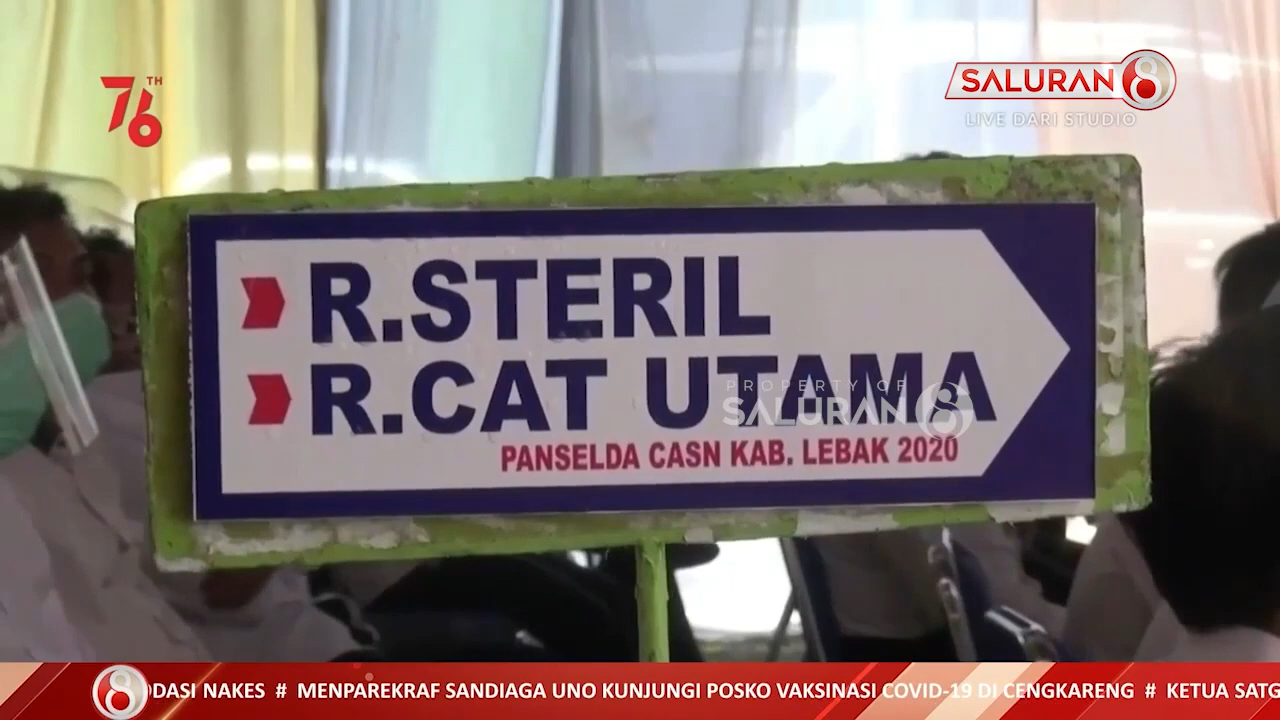 76TH
SALURAN 8
LIVE DARI STUDIO
R.STERIL
R.CAT UTAMA
PROPERTY OF
SALURAN 8
PANSELDA CASN KAB. LEBAK 2020
8 DASI NAKES # MENPAREKRAF SANDIAGA UNO KUNJUNGI POSKO VAKSINASI COVID-19 DI CENGKARENG # KETUA SATG